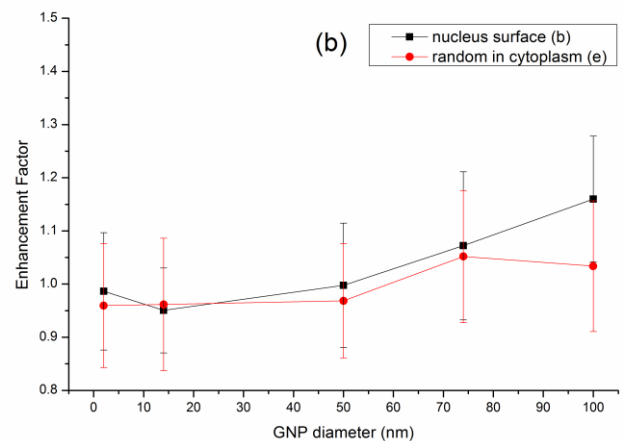 1.5
(b)
nucleus surface (b)
random in cytoplasm (e)
1.4
1.3
1.2
1.1
1.0
0.9
0.8
Enhancement Factor
0 10 20 30 40 50 60 70 80 90 100
GNP diameter (nm)